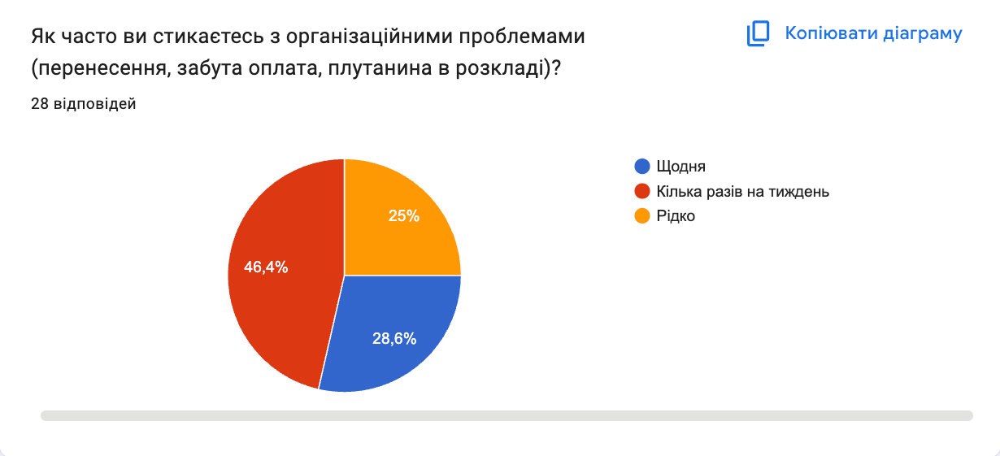 Як часто ви стикаєтесь з організаційними проблемами
(перенесення, забута оплата, плутанина в розкладі)?
28 відповідей
Копіювати діаграму
Щодня
Кілька разів на тиждень
Рідко
25%
46,4%
28,6%